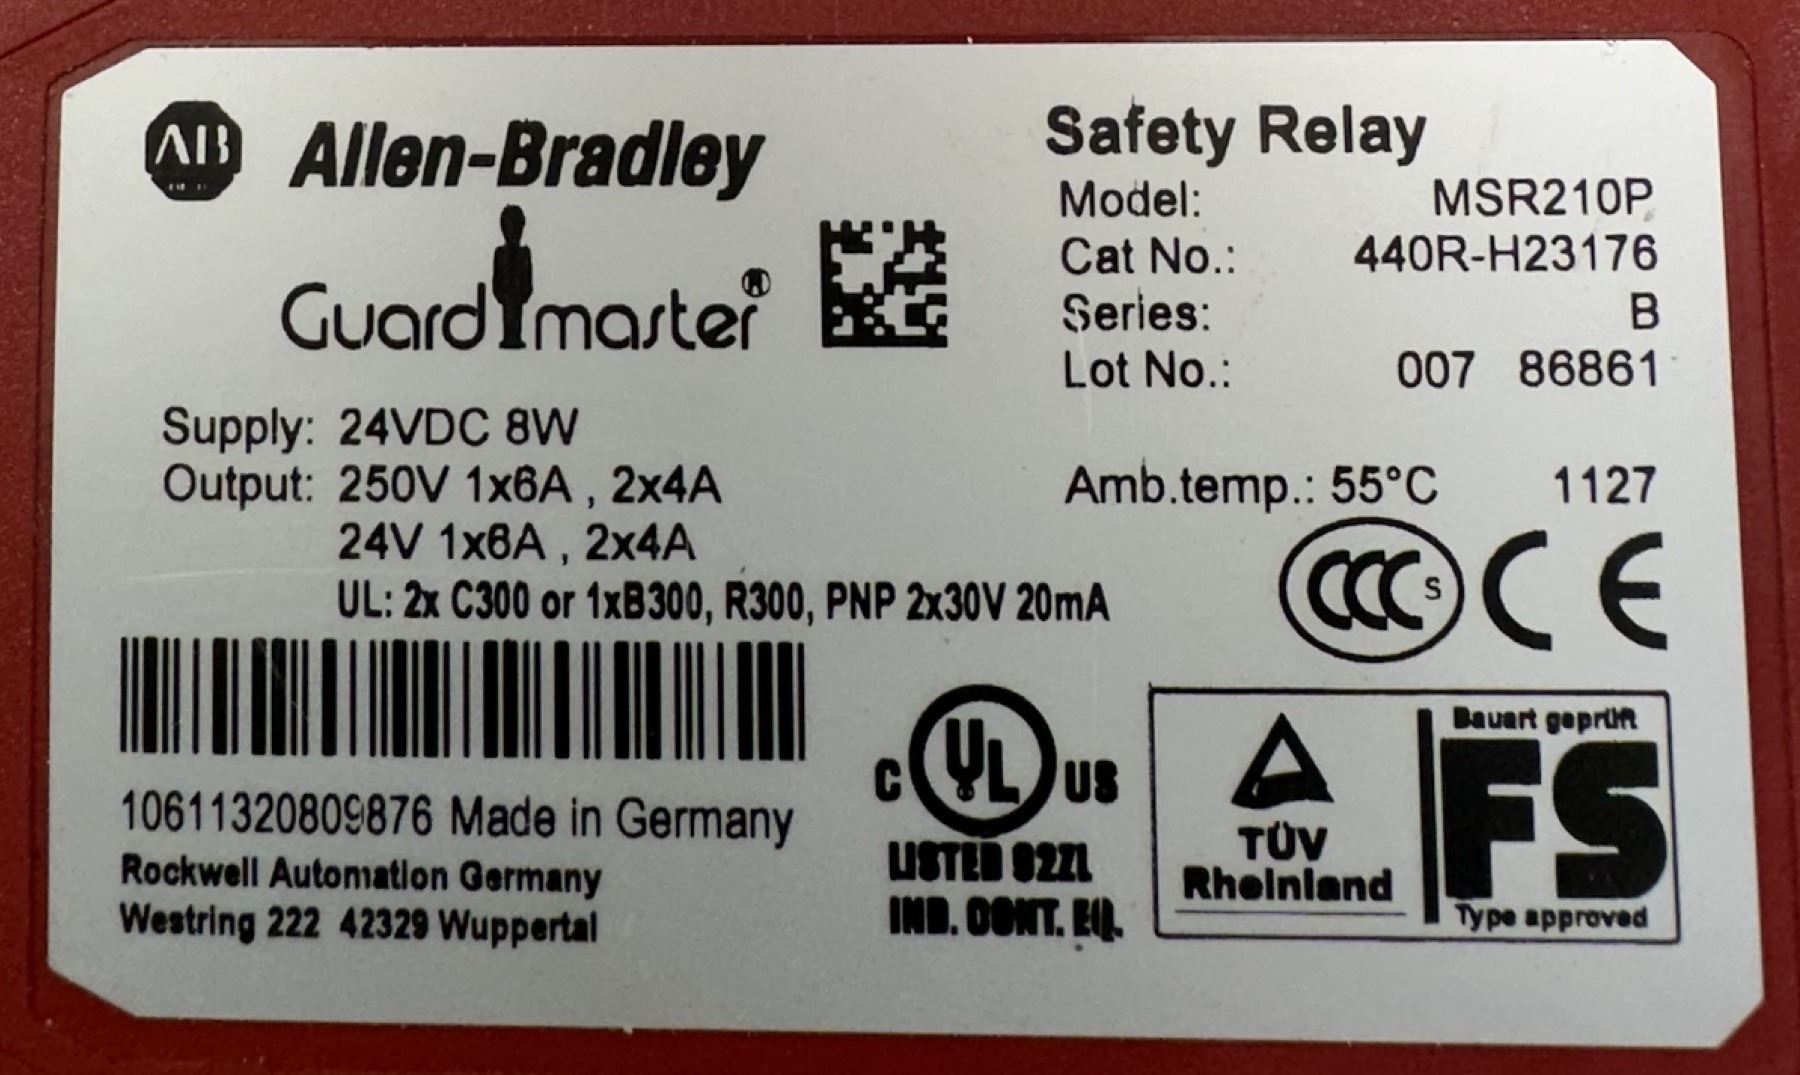 AB Allen-Bradley
Guardmaster®
Safety Relay
Model: MSR210P
Cat No.: 440R-H23176
Series: B
Lot No.: 007 86861
Supply: 24VDC 8W
Output: 250V 1x6A , 2x4A
24V 1x6A , 2x4A
UL: 2x C300 or 1xB300, R300, PNP 2x30V 20mA
Amb.temp.: 55°C 1127
CCC S CE
10611320809876 Made in Germany
Rockwell Automation Germany
Westring 222 42329 Wuppertal
C UL US
LISTED 92ZL
IND. CONT. EQ.
TÜV
Rheinland
Bauart geprüft
FS
Type approved